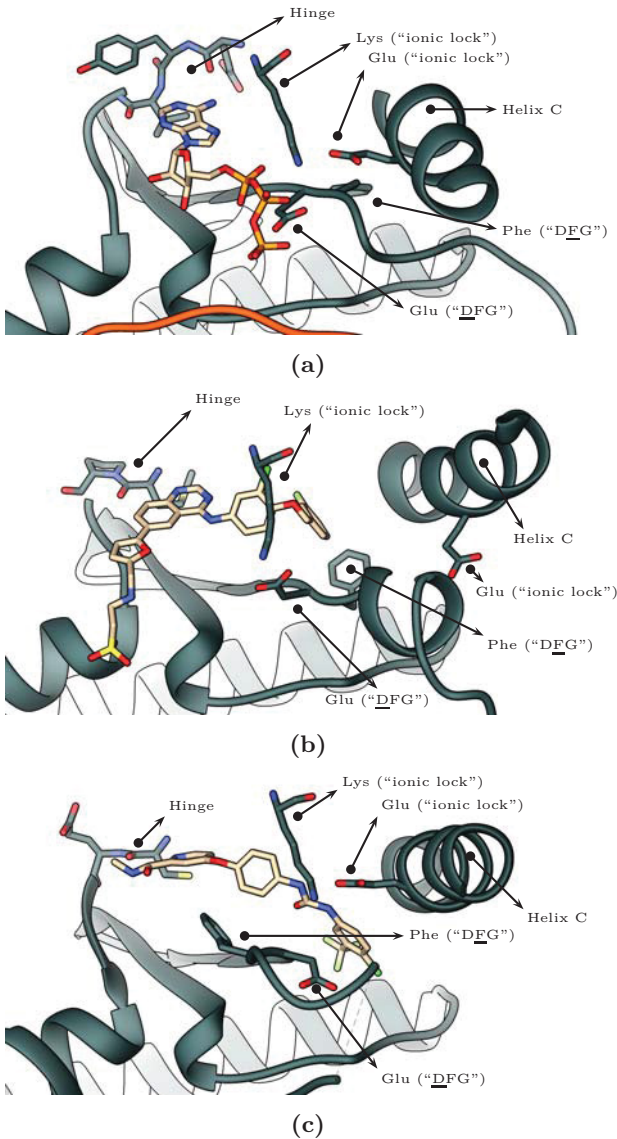 Hinge
Lys (“ionic lock”)
Glu (“ionic lock”)
Helix C
Phe (“DFG”)
Glu (“DFG”)
(a)
Hinge
Lys (“ionic lock”)
Helix C
Glu (“ionic lock”)
Phe (“DFG”)
Glu (“DFG”)
(b)
Lys (“ionic lock”)
Hinge
Glu (“ionic lock”)
Helix C
Phe (“DFG”)
Glu (“DFG”)
(c)